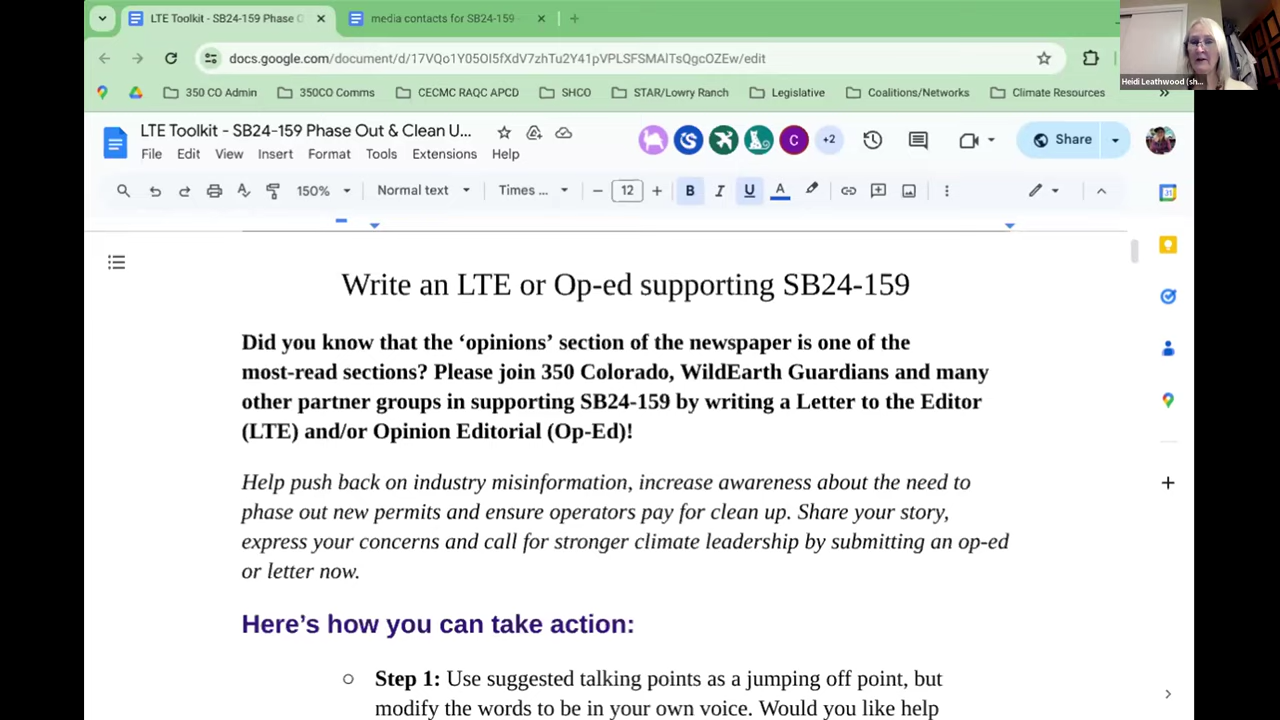 LTE Toolkit - SB24-159 Phase O
media contacts for SB24-159
docs.google.com/document/d/17VQo1Y05OI5fXdV7zhTu2Y41pVPLSFSMAITsQgcOZEw/edit
350 CO Admin
350CO Comms
CECMC RAQC APCD
SHCO
STAR/Lowry Ranch
Legislative
Coalitions/Networks
Climate Resources
Heidi Leathwood (sh...
LTE Toolkit - SB24-159 Phase Out & Clean U...
File Edit View Insert Format Tools Extensions Help
+2
Share
150% Normal text Times ... 12 B I U A
Write an LTE or Op-ed supporting SB24-159
Did you know that the ‘opinions’ section of the newspaper is one of the
most-read sections? Please join 350 Colorado, WildEarth Guardians and many
other partner groups in supporting SB24-159 by writing a Letter to the Editor
(LTE) and/or Opinion Editorial (Op-Ed)!
Help push back on industry misinformation, increase awareness about the need to
phase out new permits and ensure operators pay for clean up. Share your story,
express your concerns and call for stronger climate leadership by submitting an op-ed
or letter now.
Here’s how you can take action:
Step 1: Use suggested talking points as a jumping off point, but
modify the words to be in your own voice. Would you like help